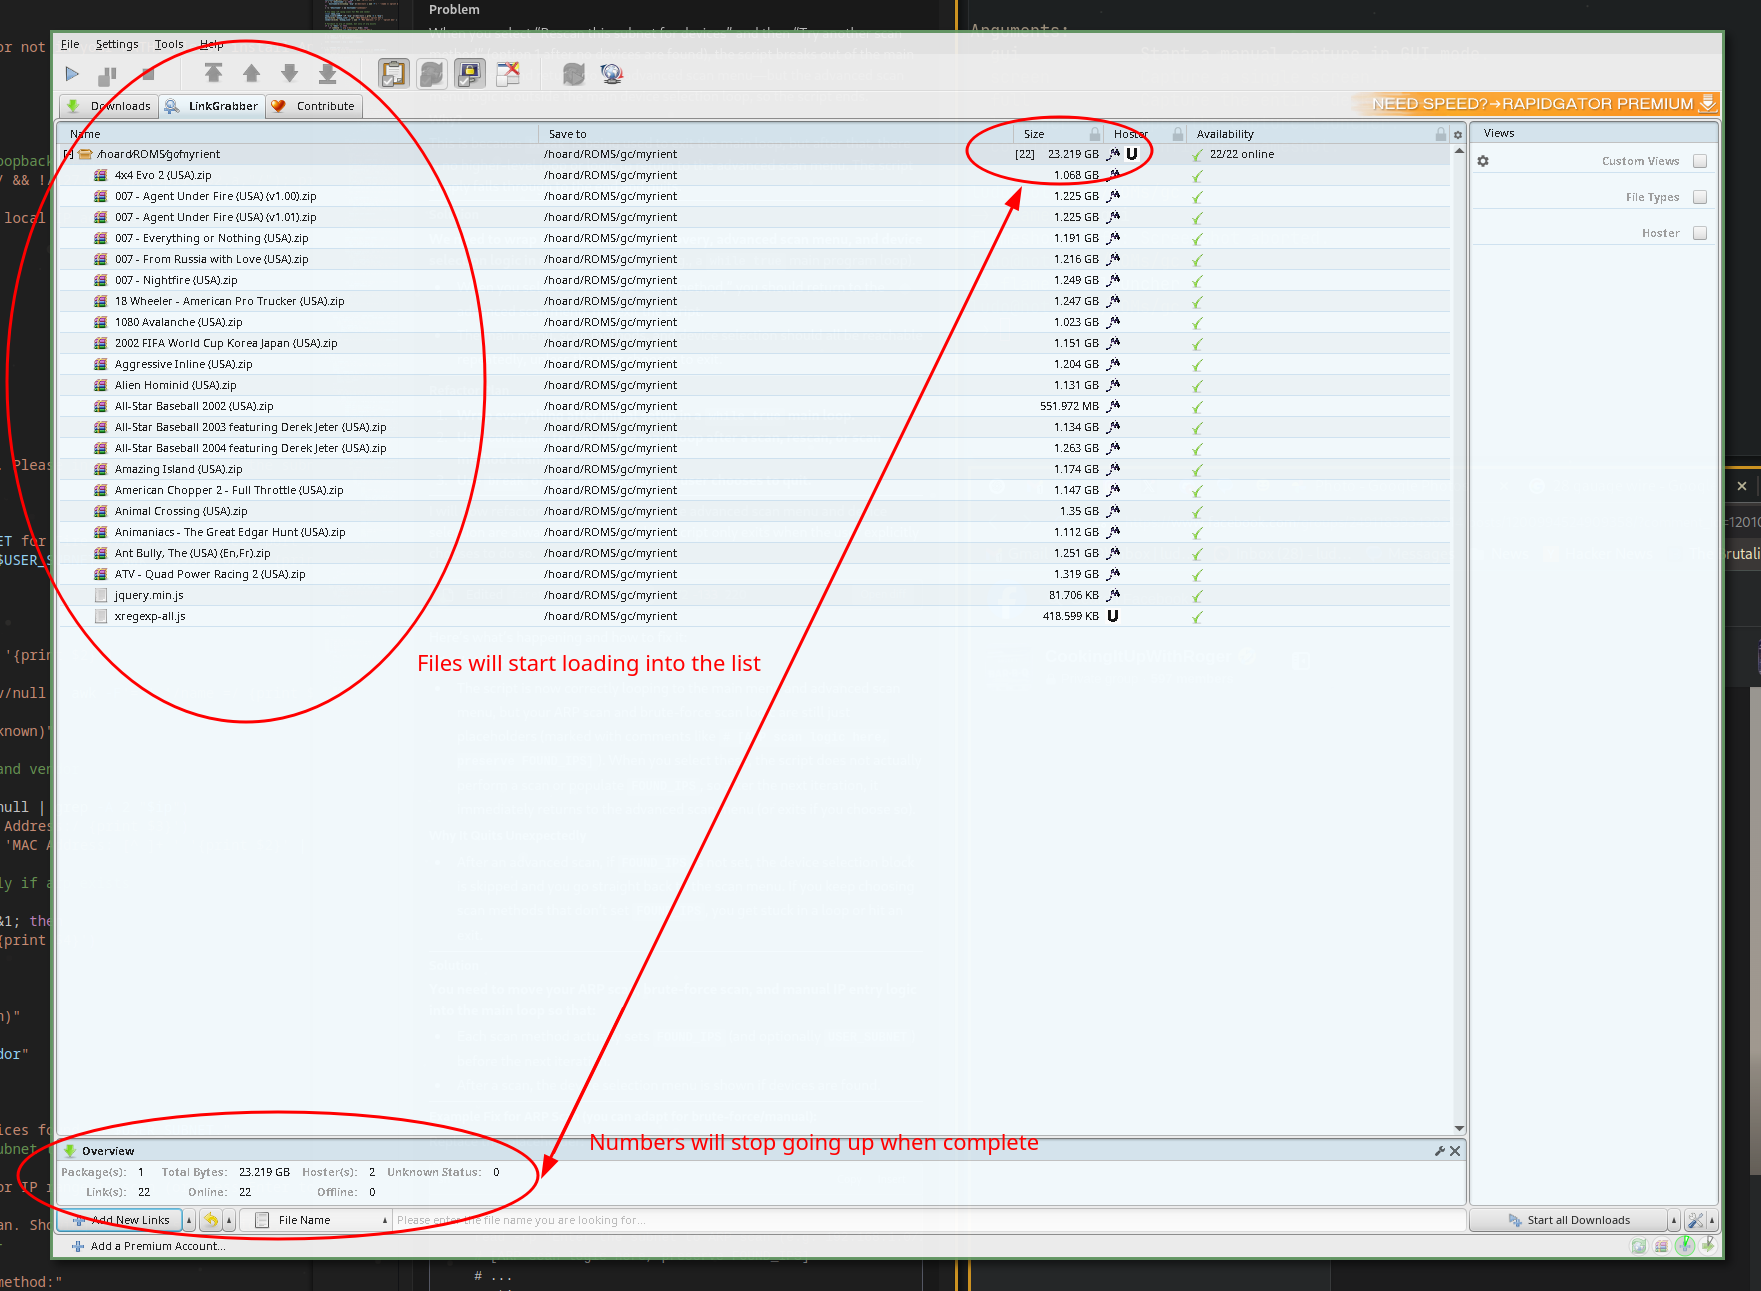 Problem
or not
File Settings Tools Help
Arguments:
Downloads LinkGrabber Contribute
NEED SPEED?→RAPIDGATOR PREMIUM
Name Save to Size Hoster Availability
Views
/hoard/ROMS/gc/myrient /hoard/ROMS/gc/myrient [22] 23.219 GB U 22/22 online
Custom Views
4x4 Evo 2 (USA).zip /hoard/ROMS/gc/myrient 1.068 GB
007 - Agent Under Fire (USA) (v1.00).zip /hoard/ROMS/gc/myrient 1.225 GB
File Types
007 - Agent Under Fire (USA) (v1.01).zip /hoard/ROMS/gc/myrient 1.225 GB
local
007 - Everything or Nothing (USA).zip /hoard/ROMS/gc/myrient 1.191 GB
Hoster
007 - From Russia with Love (USA).zip /hoard/ROMS/gc/myrient 1.216 GB
007 - Nightfire (USA).zip /hoard/ROMS/gc/myrient 1.249 GB
18 Wheeler - American Pro Trucker (USA).zip /hoard/ROMS/gc/myrient 1.247 GB
1080 Avalanche (USA).zip /hoard/ROMS/gc/myrient 1.023 GB
2002 FIFA World Cup Korea Japan (USA).zip /hoard/ROMS/gc/myrient 1.151 GB
Aggressive Inline (USA).zip /hoard/ROMS/gc/myrient 1.204 GB
Alien Hominid (USA).zip /hoard/ROMS/gc/myrient 1.131 GB
All-Star Baseball 2002 (USA).zip /hoard/ROMS/gc/myrient 551.972 MB
All-Star Baseball 2003 featuring Derek Jeter (USA).zip /hoard/ROMS/gc/myrient 1.134 GB
All-Star Baseball 2004 featuring Derek Jeter (USA).zip /hoard/ROMS/gc/myrient 1.263 GB
Amazing Island (USA).zip /hoard/ROMS/gc/myrient 1.174 GB
American Chopper 2 - Full Throttle (USA).zip /hoard/ROMS/gc/myrient 1.147 GB
Animal Crossing (USA).zip /hoard/ROMS/gc/myrient 1.35 GB
Animaniacs - The Great Edgar Hunt (USA).zip /hoard/ROMS/gc/myrient 1.112 GB
Ant Bully, The (USA) (En,Fr).zip /hoard/ROMS/gc/myrient 1.251 GB
ATV - Quad Power Racing 2 (USA).zip /hoard/ROMS/gc/myrient 1.319 GB
jquery.min.js /hoard/ROMS/gc/myrient 81.706 KB
xregexp-all.js /hoard/ROMS/gc/myrient 418.599 KB U
Files will start loading into the list
Numbers will stop going up when complete
Overview
Package(s): 1 Total Bytes: 23.219 GB Hoster(s): 2 Unknown Status: 0
Link(s): 22 Online: 22 Offline: 0
Add New Links File Name Please enter the file name you are looking for... Start all Downloads
Add a Premium Account...
# ...
method:"